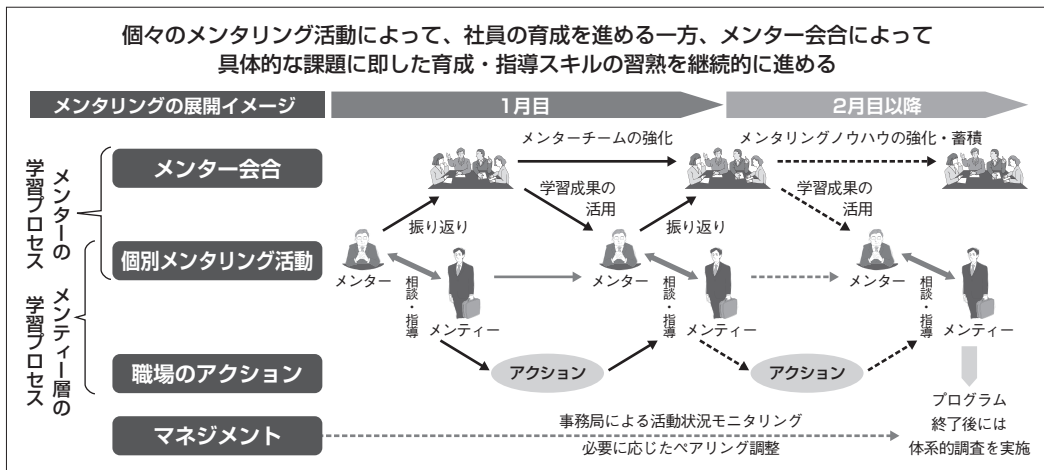 個々のメンタリング活動によって、社員の育成を進める一方、メンター会合によって
具体的な課題に即した育成・指導スキルの習熟を継続的に進める
メンタリングの展開イメージ
1月目
2月目以降
メンターの
学習プロセス
メンティー層の
学習プロセス
メンター会合
メンターチームの強化
メンタリングノウハウの強化・蓄積
学習成果の
活用
学習成果の
活用
振り返り
振り返り
個別メンタリング活動
メンター
相談・指導
メンティー
メンター
相談・指導
メンティー
メンター
相談・指導
メンティー
職場のアクション
アクション
アクション
マネジメント
事務局による活動状況モニタリング
必要に応じたペアリング調整
プログラム
終了後には
体系的調査を実施